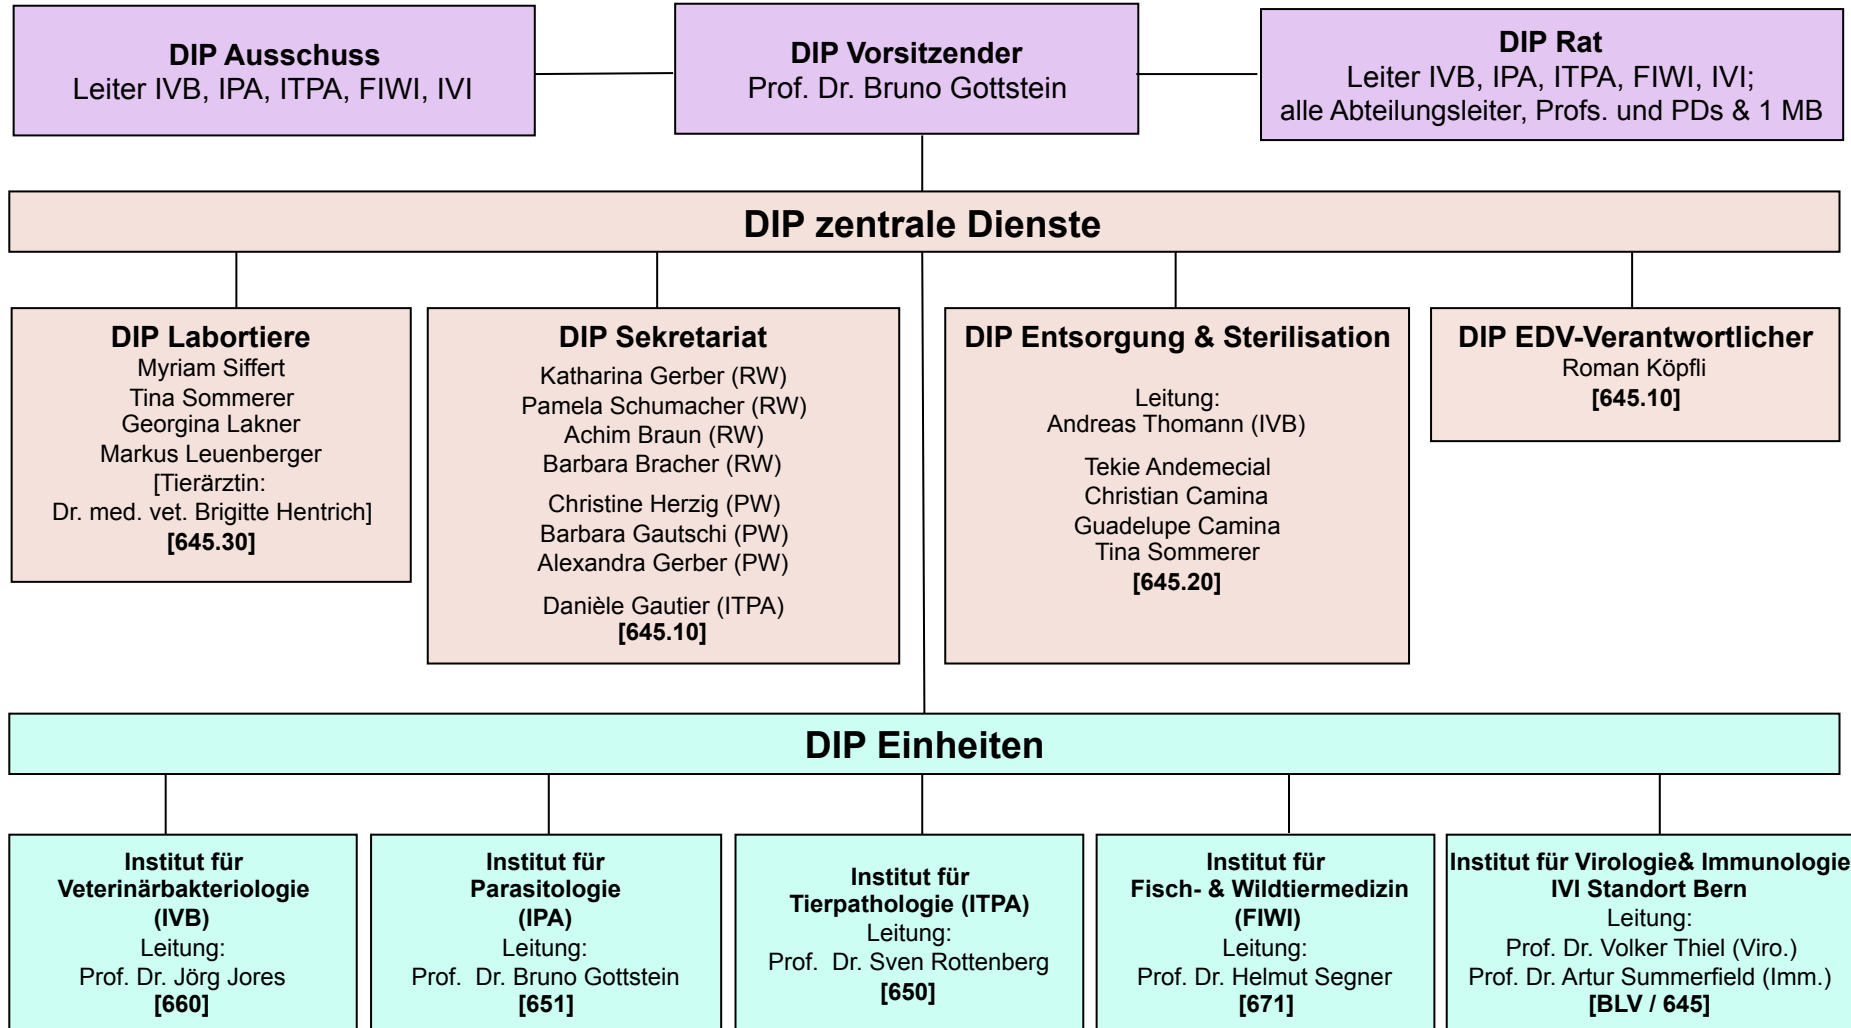 DIP Ausschuss
Leiter IVB, IPA, ITPA, FIWI, IVI
DIP Vorsitzender
Prof. Dr. Bruno Gottstein
DIP Rat
Leiter IVB, IPA, ITPA, FIWI, IVI;
alle Abteilungsleiter, Profs. und PDs & 1 MB
DIP zentrale Dienste
DIP Labortiere
Myriam Siffert
Tina Sommerer
Georgina Lakner
Markus Leuenberger
[Tierärztin:
Dr. med. vet. Brigitte Hentrich]
[645.30]
DIP Sekretariat
Katharina Gerber (RW)
Pamela Schumacher (RW)
Achim Braun (RW)
Barbara Bracher (RW)
Christine Herzig (PW)
Barbara Gautschi (PW)
Alexandra Gerber (PW)
Danièle Gautier (ITPA)
[645.10]
DIP Entsorgung & Sterilisation
Leitung:
Andreas Thomann (IVB)
Tekie Andemecial
Christian Camina
Guadelupe Camina
Tina Sommerer
[645.20]
DIP EDV-Verantwortlicher
Roman Köpfli
[645.10]
DIP Einheiten
Institut für
Veterinärbakteriologie
(IVB)
Leitung:
Prof. Dr. Jörg Jores
[660]
Institut für
Parasitologie
(IPA)
Leitung:
Prof. Dr. Bruno Gottstein
[651]
Institut für
Tierpathologie (ITPA)
Leitung:
Prof. Dr. Sven Rottenberg
[650]
Institut für
Fisch- & Wildtiermedizin
(FIWI)
Leitung:
Prof. Dr. Helmut Segner
[671]
Institut für Virologie& Immunologie
IVI Standort Bern
Leitung:
Prof. Dr. Volker Thiel (Viro.)
Prof. Dr. Artur Summerfield (Imm.)
[BLV / 645]